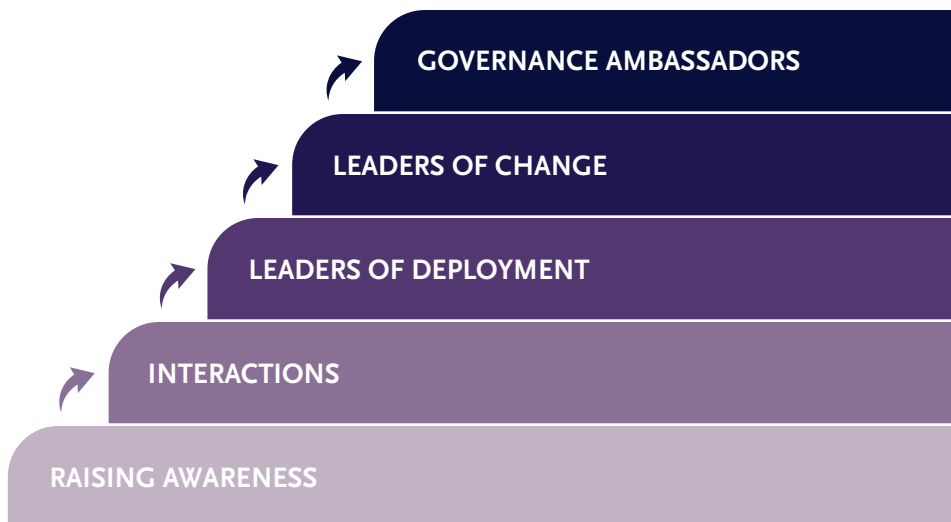 GOVERNANCE AMBASSADORS
LEADERS OF CHANGE
LEADERS OF DEPLOYMENT
INTERACTIONS
RAISING AWARENESS